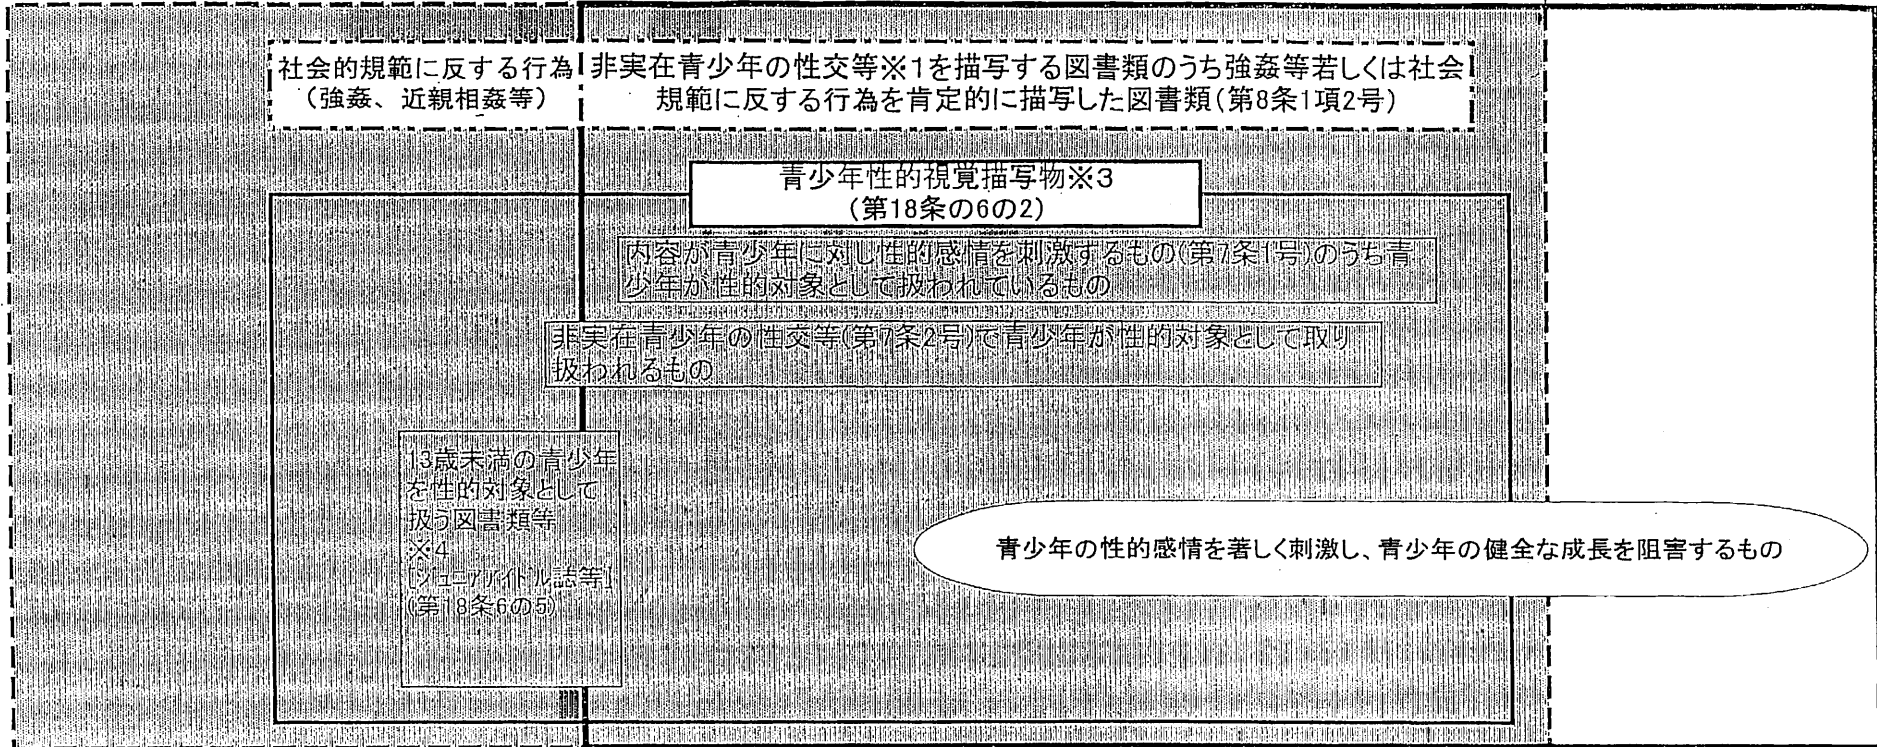 社会的規範に反する行為
（強姦、近親相姦等）
非実在青少年の性交等※1を描写する図書類のうち強姦等若しくは社会
規範に反する行為を肯定的に描写した図書類(第8条1項2号)
青少年性的視覚描写物※3
(第18条の6の2)
内容が青少年に対し性的感情を刺激するもの(第7条1号)のうち青
少年が性的対象として扱われているもの
非実在青少年の性交等(第7条2号)で青少年が性的対象として取り
扱われるもの
13歳未満の青少年
を性的対象として
扱う図書類等
※4
[ジュニアアイドル誌等]
(第18条6の5)
青少年の性的感情を著しく刺激し、青少年の健全な成長を阻害するもの